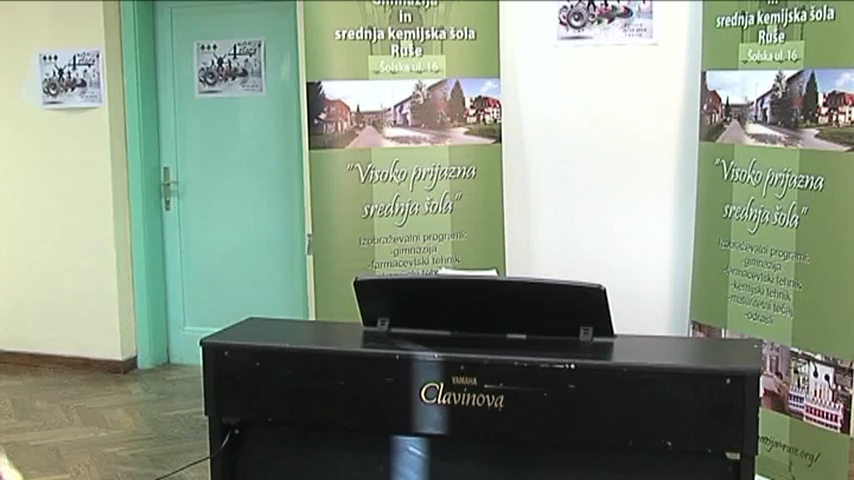 Gimnazija
in
srednja kemijska šola
Ruše
Šolska ul. 16
"Visoko prijazna
srednja šola"
Izobraževalni programi:
-gimnazija
-farmacevtski tehnik
in
srednja kemijska šola
Ruše
Šolska ul. 16
"Visoko prijazna
srednja šola"
Izobraževalni programi:
-gimnazija
-farmacevtski tehnik
-kemijski tehnik
-maturitetni tečaj
-odrasli
YAMAHA
Clavinova